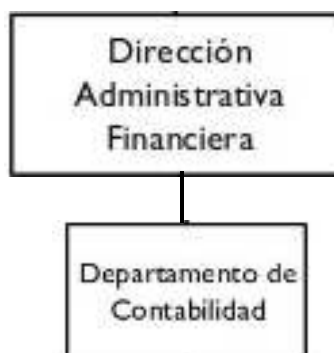 Dirección
Administrativa
Financiera
Departamento de
Contabilidad